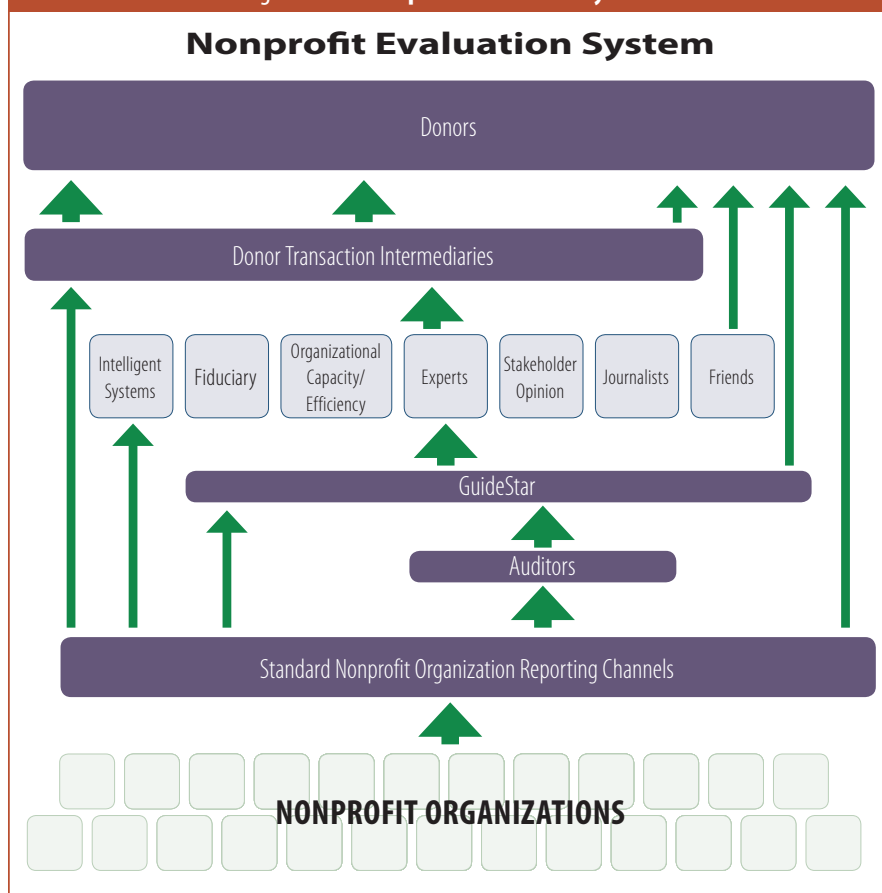 Nonprofit Evaluation System
Donors
Donor Transaction Intermediaries
Intelligent
Systems
Fiduciary
Organizational
Capacity/
Efficiency
Experts
Stakeholder
Opinion
Journalists
Friends
GuideStar
Auditors
Standard Nonprofit Organization Reporting Channels
NONPROFIT ORGANIZATIONS